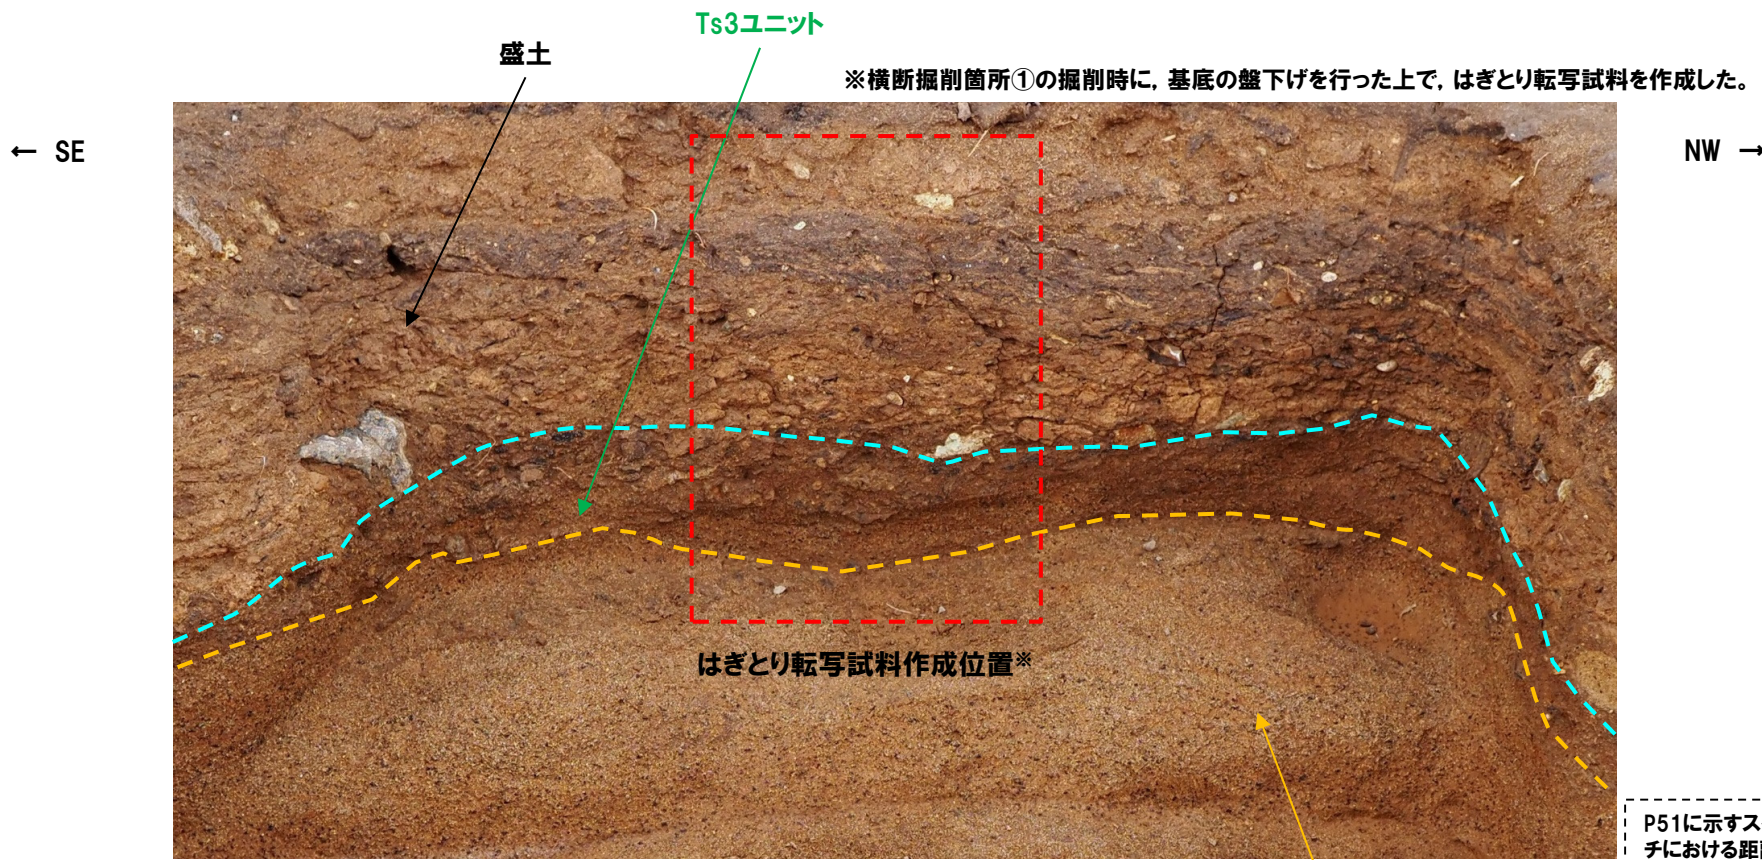 Ts3ユニット
盛土
※横断掘削箇所①の掘削時に，基底の盤下げを行った上で，はぎとり転写試料を作成した。
← SE
NW →
はぎとり転写試料作成位置※
P51に示すス
チにおける距